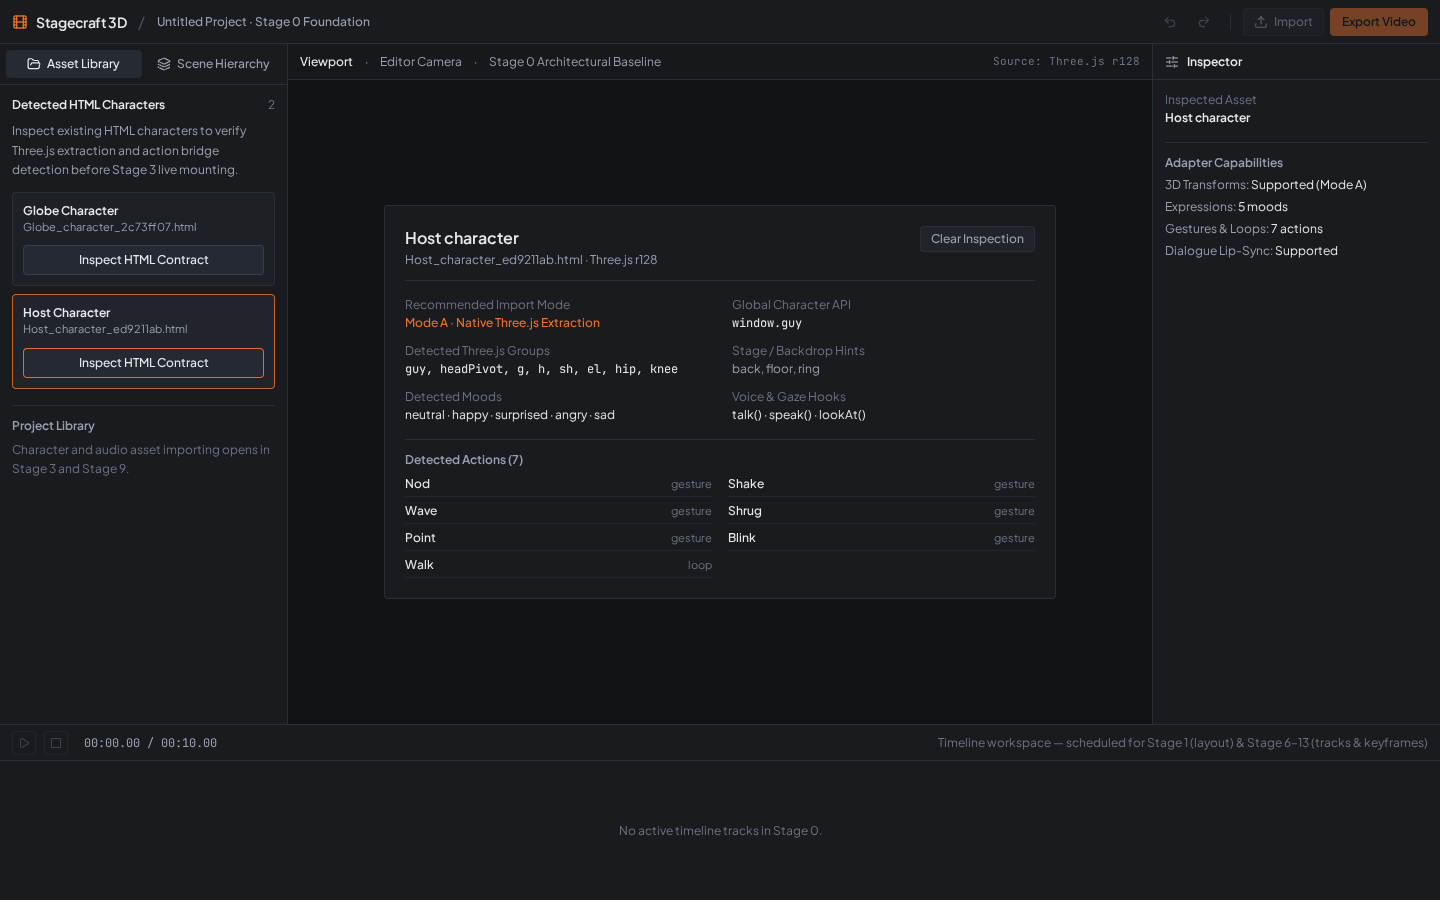 Stagecraft 3D / Untitled Project · Stage 0 Foundation
Import
Export Video
Asset Library
Scene Hierarchy
Detected HTML Characters 2
Inspect existing HTML characters to verify
Three.js extraction and action bridge
detection before Stage 3 live mounting.
Globe Character
Globe_character_2c73ff07.html
Inspect HTML Contract
Host Character
Host_character_ed9211ab.html
Inspect HTML Contract
Project Library
Character and audio asset importing opens in
Stage 3 and Stage 9.
Viewport · Editor Camera · Stage 0 Architectural Baseline
Source: Three.js r128
Host character
Host_character_ed9211ab.html · Three.js r128
Clear Inspection
Recommended Import Mode
Mode A · Native Three.js Extraction
Global Character API
window.guy
Detected Three.js Groups
guy, headPivot, g, h, sh, el, hip, knee
Stage / Backdrop Hints
back, floor, ring
Detected Moods
neutral · happy · surprised · angry · sad
Voice & Gaze Hooks
talk() · speak() · lookAt()
Detected Actions (7)
Nod gesture
Shake gesture
Wave gesture
Shrug gesture
Point gesture
Blink gesture
Walk loop
Inspector
Inspected Asset
Host character
Adapter Capabilities
3D Transforms: Supported (Mode A)
Expressions: 5 moods
Gestures & Loops: 7 actions
Dialogue Lip-Sync: Supported
00:00.00 / 00:10.00
Timeline workspace — scheduled for Stage 1 (layout) & Stage 6–13 (tracks & keyframes)
No active timeline tracks in Stage 0.